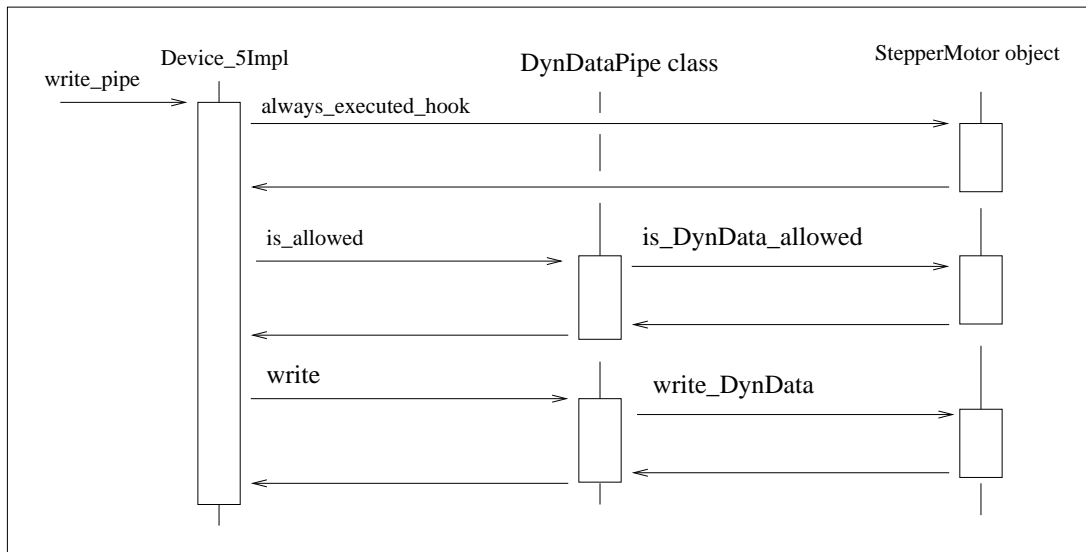 Device_5Impl
DynDataPipe class
StepperMotor object
write_pipe
always_executed_hook
is_allowed
is_DynData_allowed
write
write_DynData